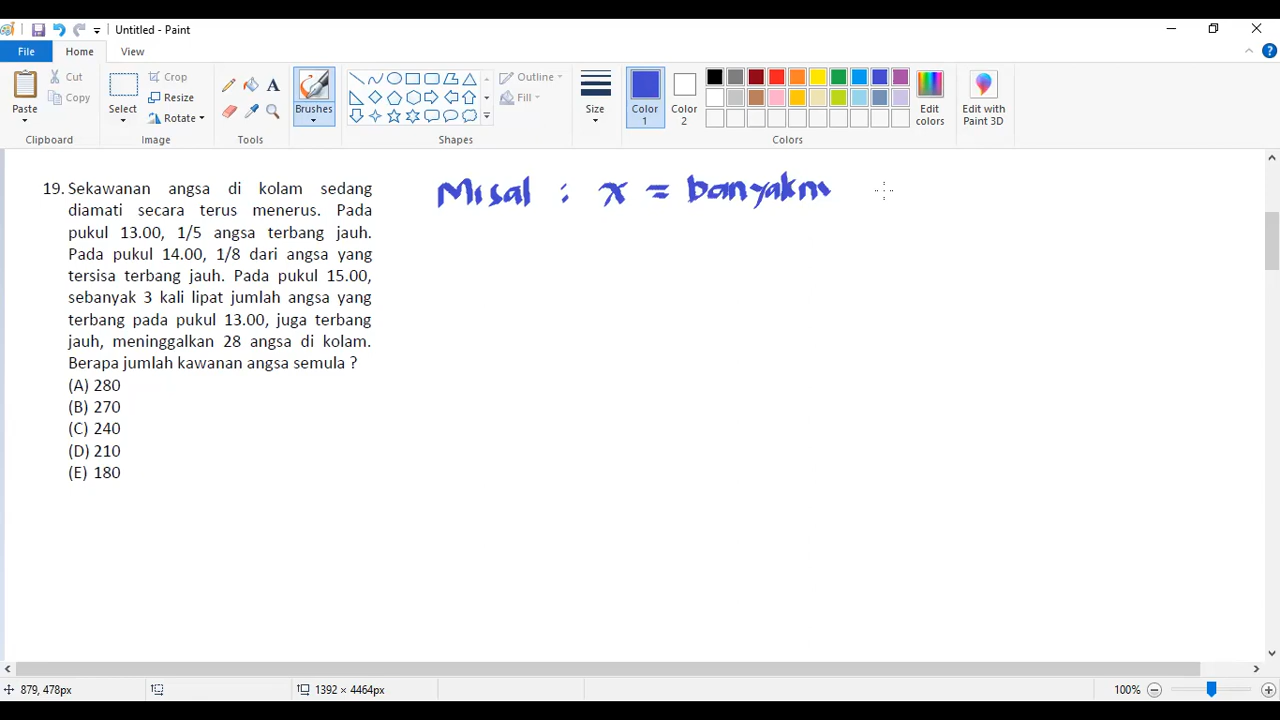 Untitled - Paint
File Home View
Paste
Cut
Copy
Clipboard
Select
Crop
Resize
Rotate
Image
Tools
Brushes
Shapes
Outline
Fill
Size
Color 1
Color 2
Edit colors
Edit with Paint 3D
Colors
Misal : x =
19. Sekawanan angsa di kolam sedang
diamati secara terus menerus. Pada
pukul 13.00, 1/5 angsa terbang jauh.
Pada pukul 14.00, 1/8 dari angsa yang
tersisa terbang jauh. Pada pukul 15.00,
sebanyak 3 kali lipat jumlah angsa yang
terbang pada pukul 13.00, juga terbang
jauh, meninggalkan 28 angsa di kolam.
Berapa jumlah kawanan angsa semula ?
(A) 280
(B) 270
(C) 240
(D) 210
(E) 180
879, 478px
1392 × 4464px
100%